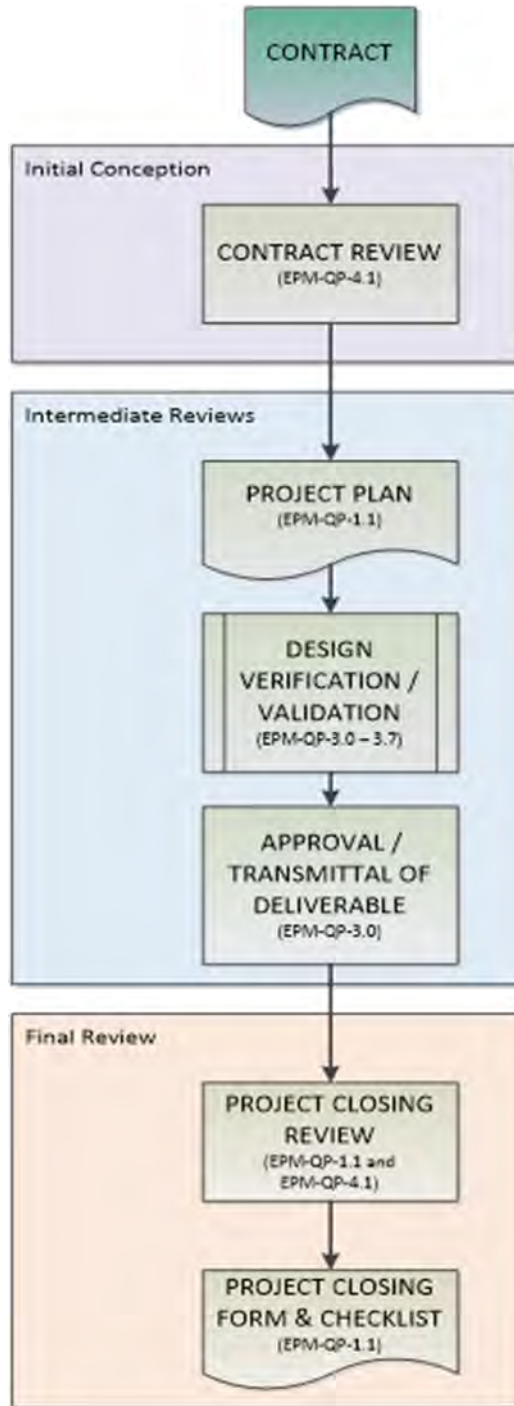 CONTRACT
Initial Conception
CONTRACT REVIEW
(EPM-QP-4.1)
Intermediate Reviews
PROJECT PLAN
(EPM-QP-1.1)
DESIGN
VERIFICATION /
VALIDATION
(EPM-QP-3.0 – 3.7)
APPROVAL /
TRANSMITTAL OF
DELIVERABLE
(EPM-QP-3.0)
Final Review
PROJECT CLOSING
REVIEW
(EPM-QP-1.1 and
EPM-QP-4.1)
PROJECT CLOSING
FORM & CHECKLIST
(EPM-QP-1.1)